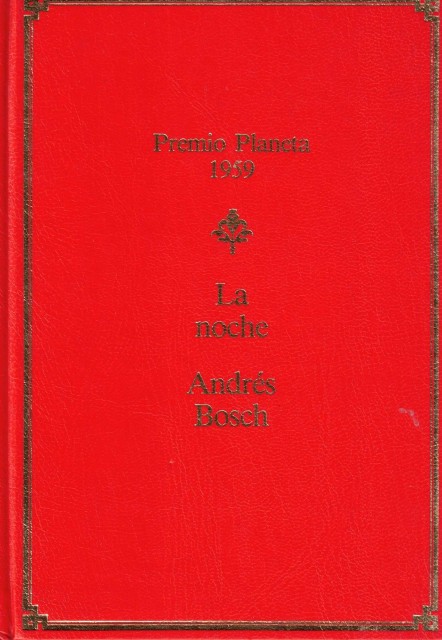 Premio Planeta
1959
La
noche
Andrés
Bosch